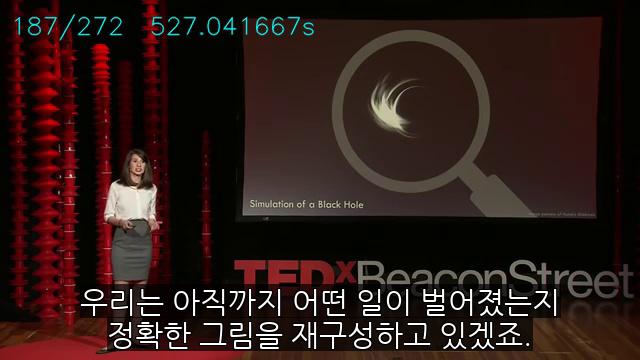 187/272 527.041667s
Simulation of a Black Hole
TEDxBeaconStreet
우리는 아직까지 어떤 일이 벌어졌는지
정확한 그림을 재구성하고 있겠죠.